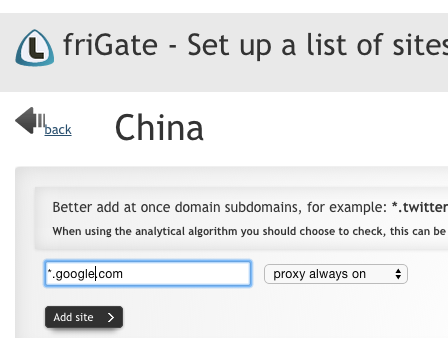 L friGate - Set up a list of sites
back China
Better add at once domain subdomains, for example: *.twitter
When using the analytical algorithm you should choose to check, this can be
*.google.com proxy always on
Add site